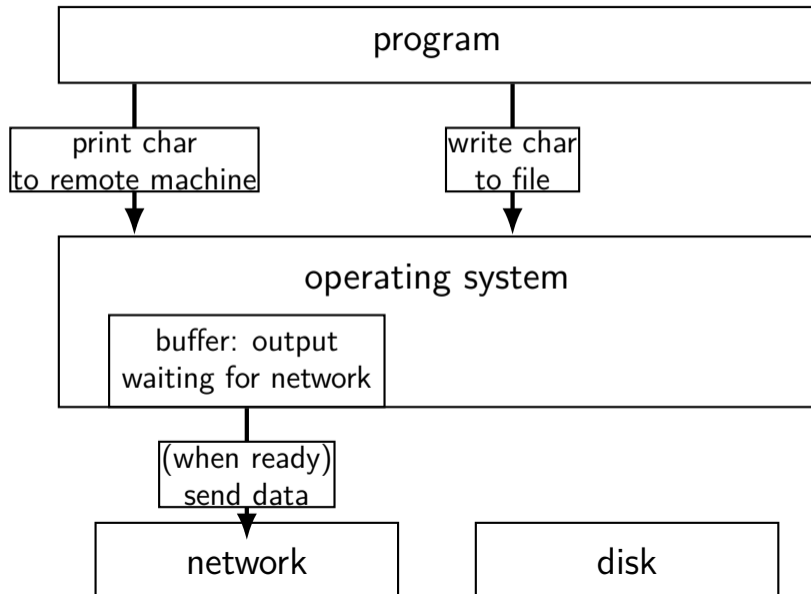 program
print char
to remote machine
write char
to file
operating system
buffer: output
waiting for network
(when ready)
send data
network
disk